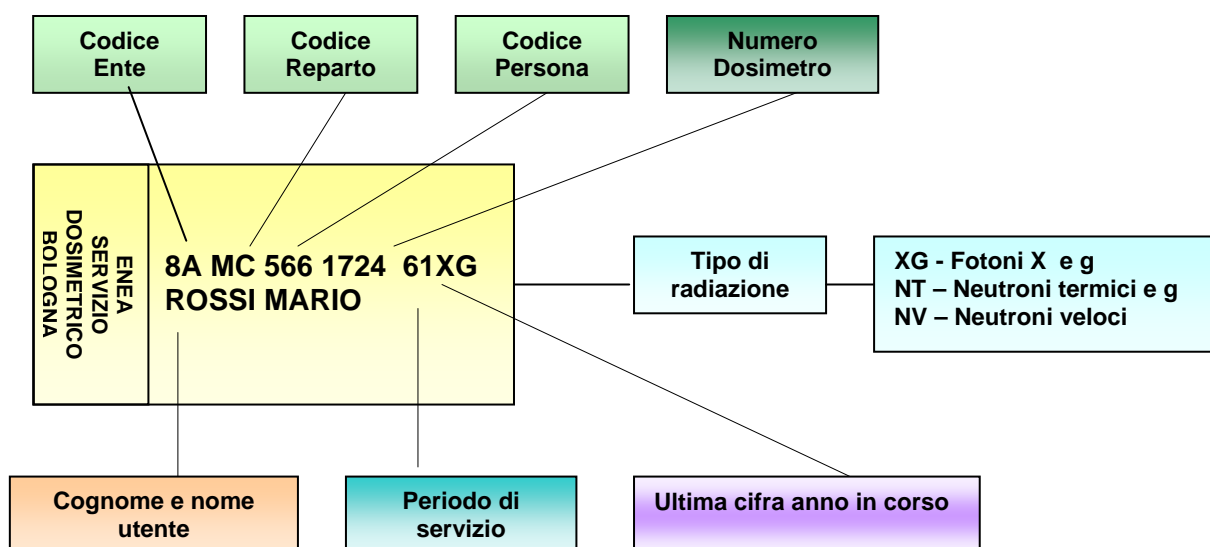 Codice
Ente
Codice
Reparto
Codice
Persona
Numero
Dosimetro
ENEA
SERVIZIO
DOSIMETRICO
BOLOGNA
8A MC 566 1724 61XG
ROSSI MARIO
Tipo di
radiazione
XG - Fotoni X e g
NT – Neutroni termici e g
NV – Neutroni veloci
Cognome e nome
utente
Periodo di
servizio
Ultima cifra anno in corso